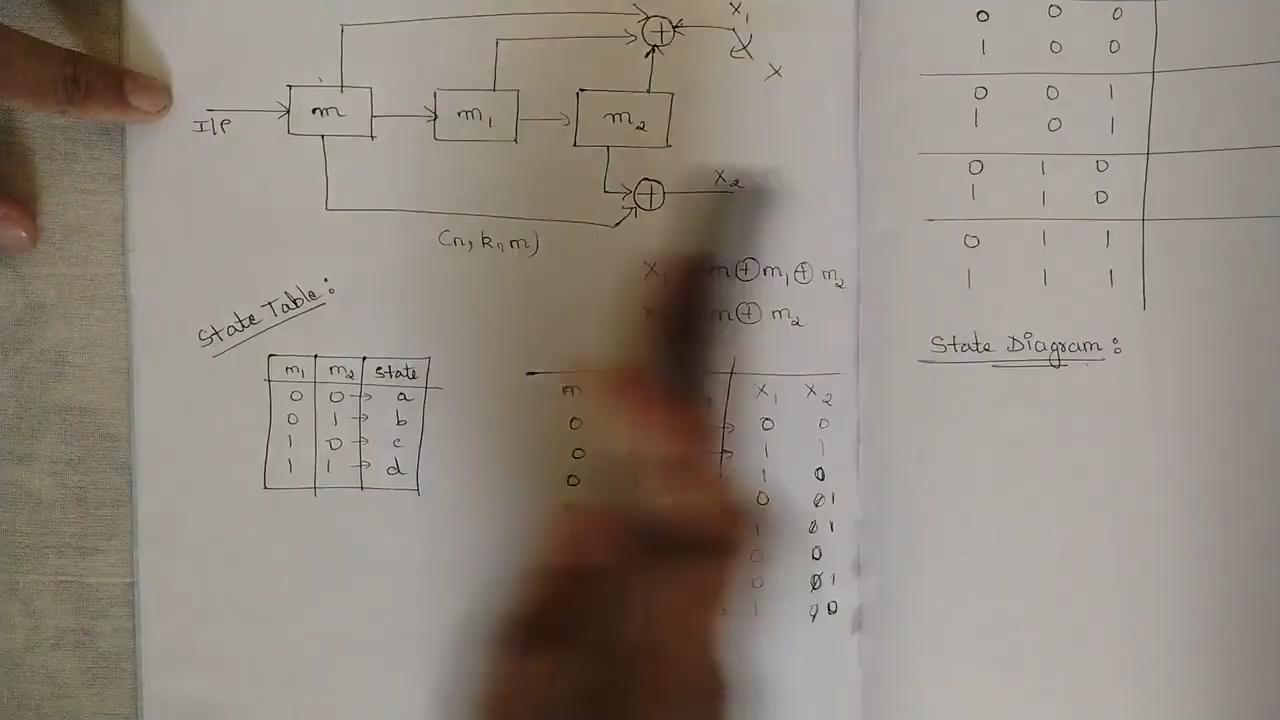 X1
X
I/P
m
m1
m2
X2
(n, k, m)
X1 m ⊕ m1 ⊕ m2
m ⊕ m2
State Table:
m1 m2 state
0 0 → a
0 1 → b
1 0 → c
1 1 → d
m X1 X2
0 → 0 0
0 → 1 1
0 1 0
0 1
1 1
0 0
0 1
1 0
0 0 0
1 0 0
0 0 1
1 0 1
0 1 0
1 1 0
0 1 1
1 1 1
State Diagram: